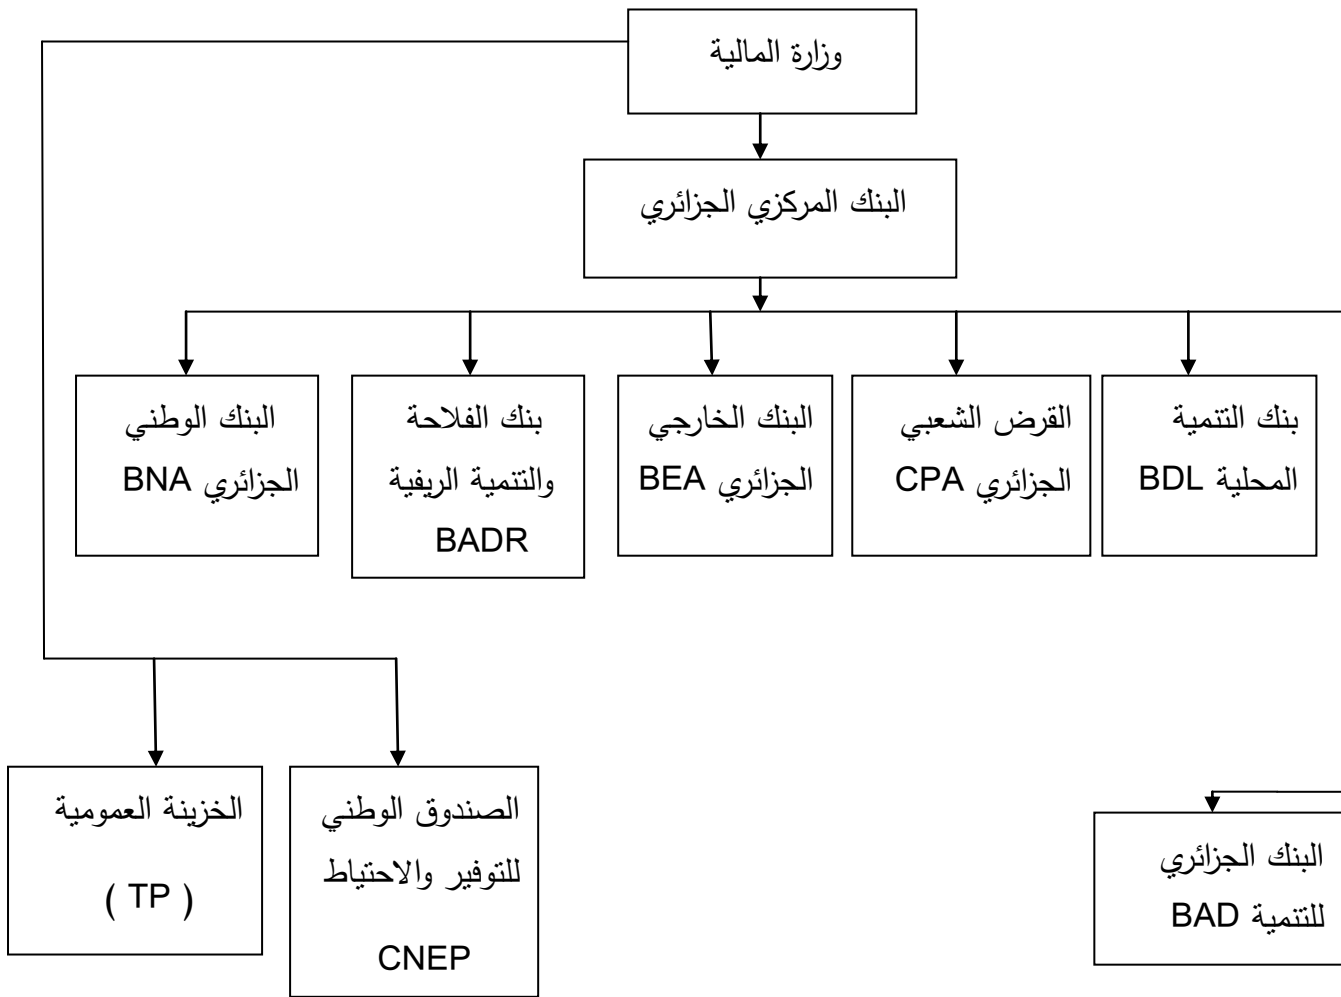 وزارة المالية
البنك المركزي الجزائري
بنك التنمية
المحلية BDL
القرض الشعبي
الجزائري CPA
البنك الخارجي
الجزائري BEA
بنك الفلاحة
والتنمية الريفية
BADR
البنك الوطني
الجزائري BNA
البنك الجزائري
للتنمية BAD
الصندوق الوطني
للتوفير والاحتياط
CNEP
الخزينة العمومية
( TP )